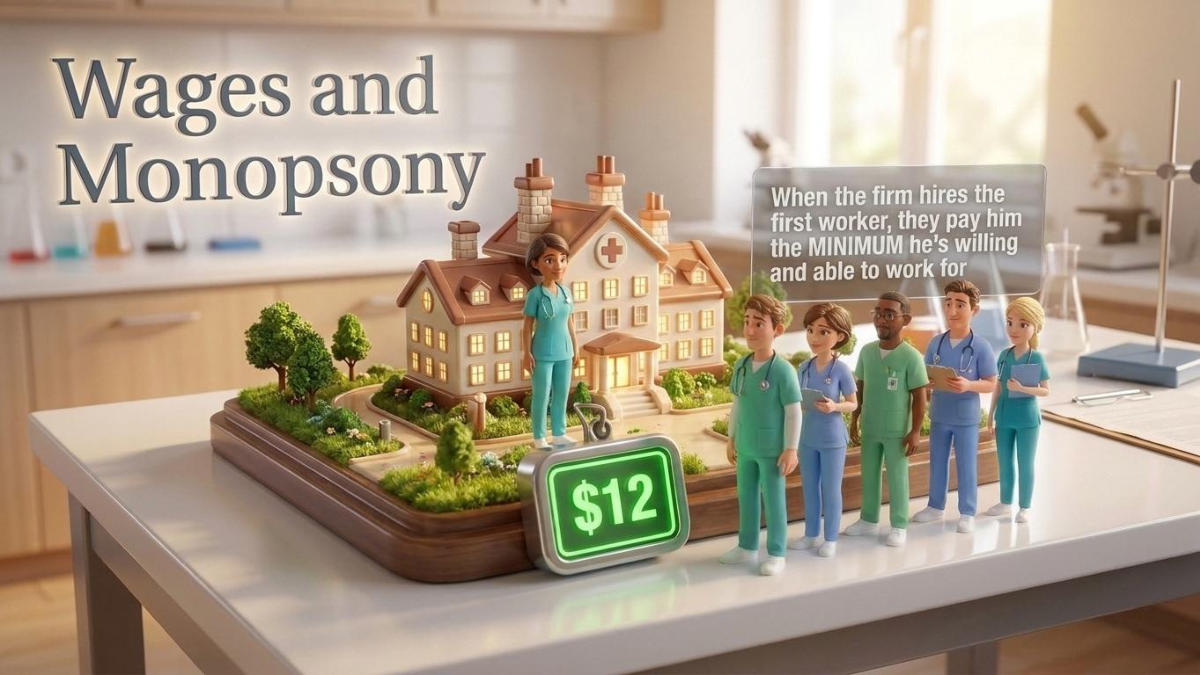 Wages and
Monopsony
When the firm hires the
first worker, they pay him
the MINIMUM he's willing
and able to work for
$12